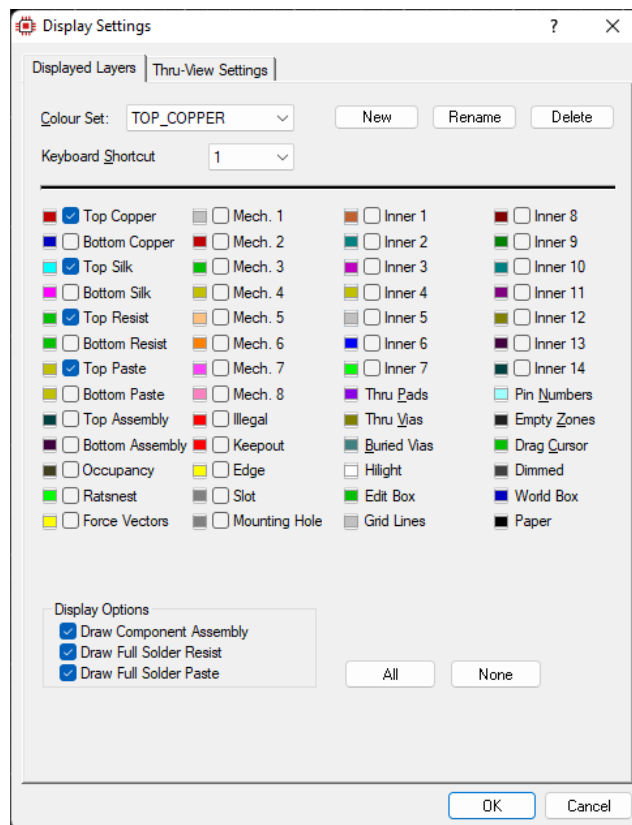 Display Settings ? ×
Displayed Layers Thru-View Settings
Colour Set: TOP_COPPER New Rename Delete
Keyboard Shortcut 1
Top Copper Mech. 1 Inner 1 Inner 8
Bottom Copper Mech. 2 Inner 2 Inner 9
Top Silk Mech. 3 Inner 3 Inner 10
Bottom Silk Mech. 4 Inner 4 Inner 11
Top Resist Mech. 5 Inner 5 Inner 12
Bottom Resist Mech. 6 Inner 6 Inner 13
Top Paste Mech. 7 Inner 7 Inner 14
Bottom Paste Mech. 8 Thru Pads Pin Numbers
Top Assembly Illegal Thru Vias Empty Zones
Bottom Assembly Keepout Buried Vias Drag Cursor
Occupancy Edge Hilight Dimmed
Ratsnest Slot Edit Box World Box
Force Vectors Mounting Hole Grid Lines Paper
Display Options
Draw Component Assembly
Draw Full Solder Resist
Draw Full Solder Paste
All None
OK Cancel